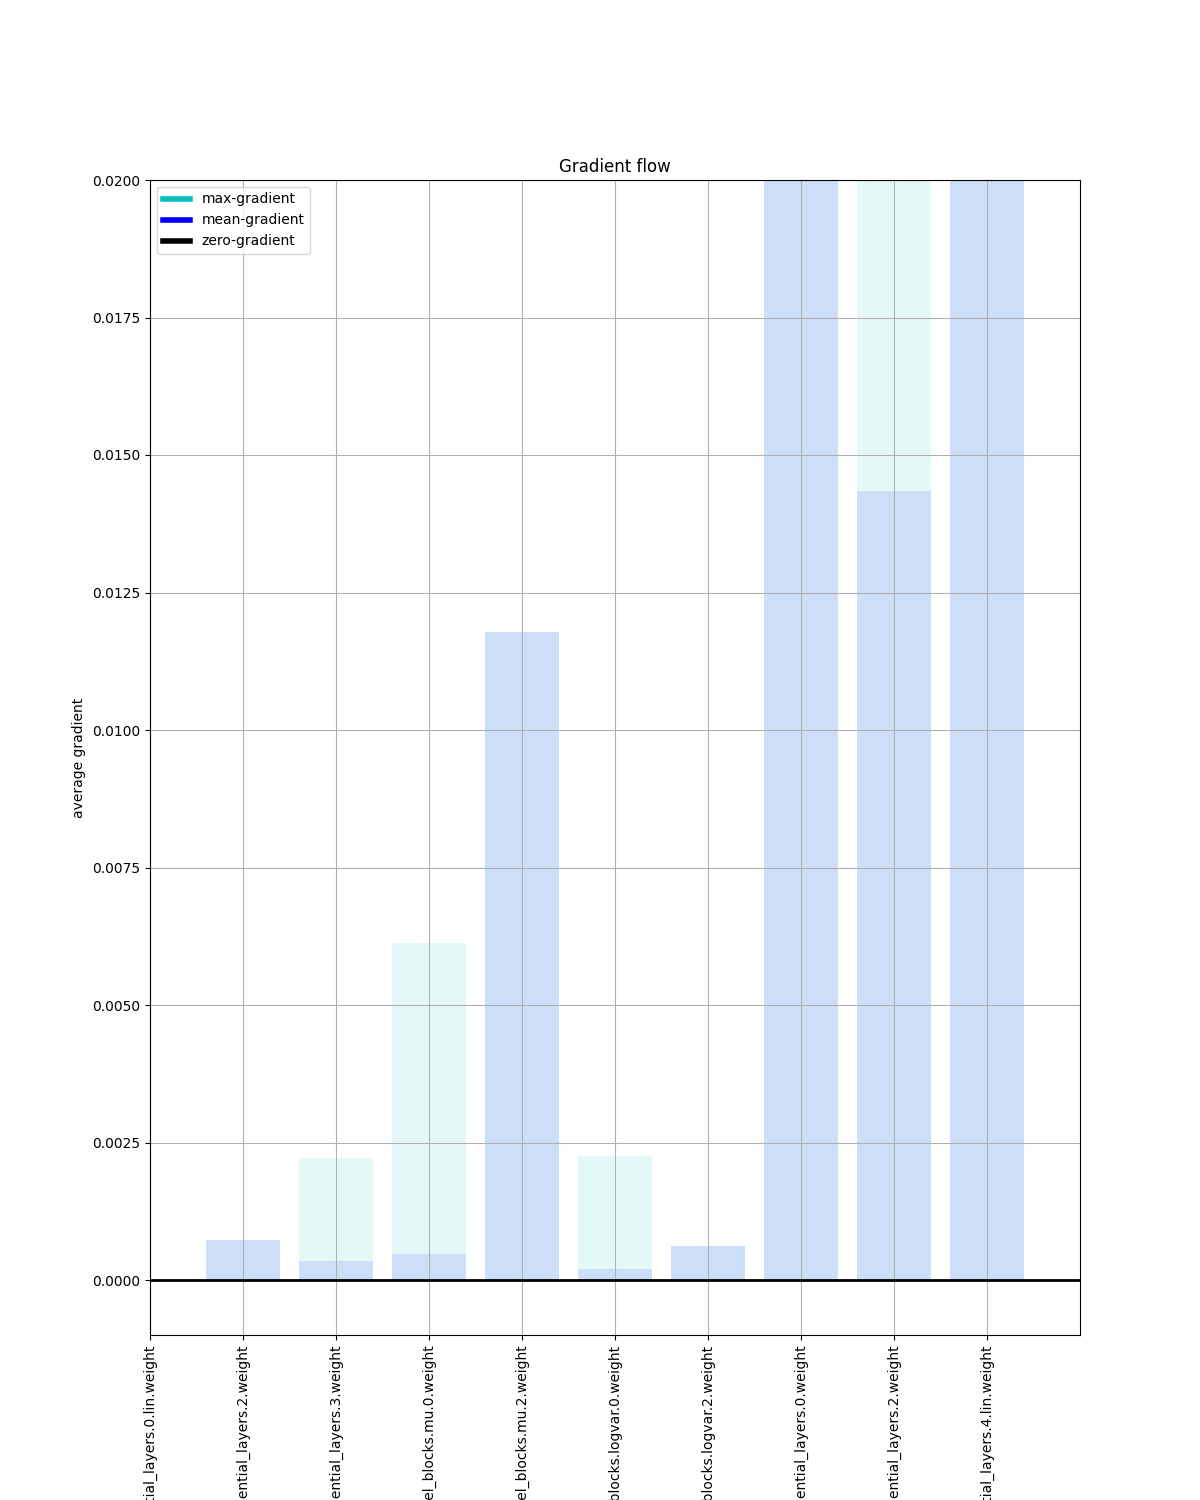 Gradient flow
max-gradient
mean-gradient
zero-gradient
average gradient
0.0200
0.0175
0.0150
0.0125
0.0100
0.0075
0.0050
0.0025
0.0000
tial_layers.0.lin.weight
ential_layers.2.weight
ential_layers.3.weight
el_blocks.mu.0.weight
el_blocks.mu.2.weight
blocks.logvar.0.weight
blocks.logvar.2.weight
ential_layers.0.weight
ential_layers.2.weight
tial_layers.4.lin.weight